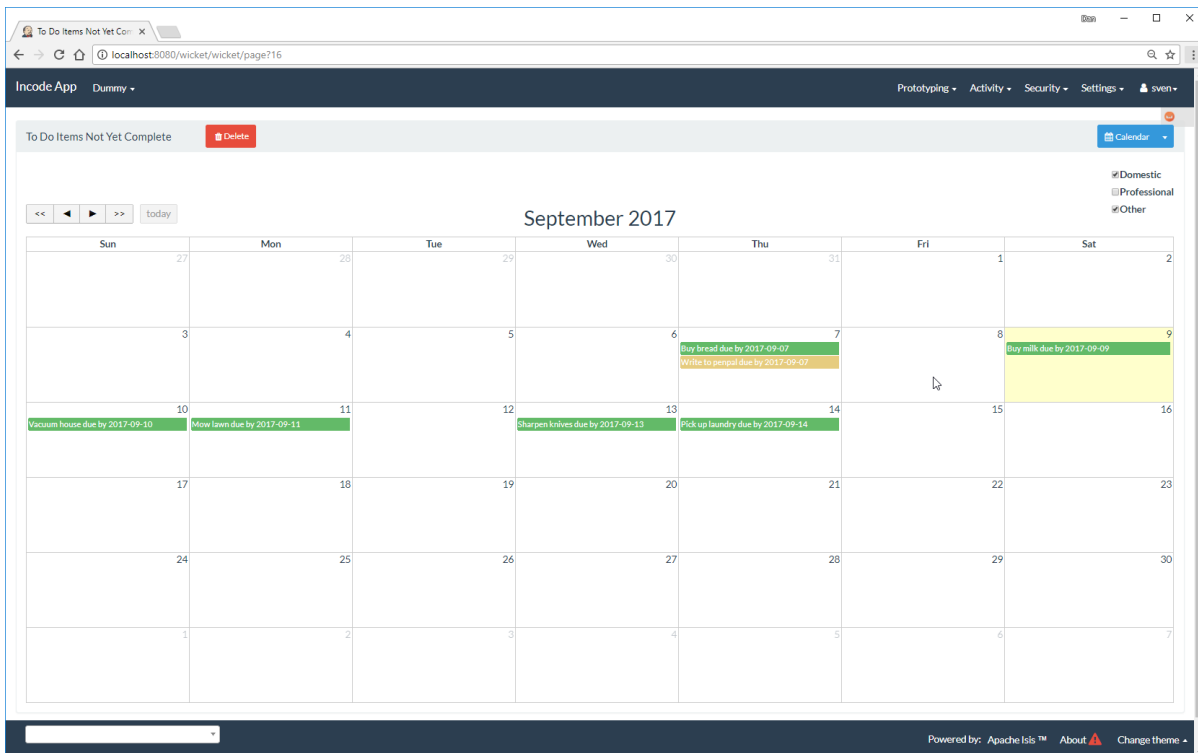 Dan
To Do Items Not Yet Com
localhost:8080/wicket/wicket/page?16
Incode App Dummy Prototyping Activity Security Settings sven
To Do Items Not Yet Complete Delete Calendar
Domestic
Professional
Other
<< >> today
September 2017
Sun Mon Tue Wed Thu Fri Sat
27 28 29 30 31 1 2
3 4 5 6 7 8 9
Buy bread due by 2017-09-07 Buy milk due by 2017-09-09
Write to penpal due by 2017-09-07
10 11 12 13 14 15 16
Vacuum house due by 2017-09-10 Mow lawn due by 2017-09-11 Sharpen knives due by 2017-09-13 Pick up laundry due by 2017-09-14
17 18 19 20 21 22 23
24 25 26 27 28 29 30
1 2 3 4 5 6 7
Powered by: Apache Isis ™ About Change theme